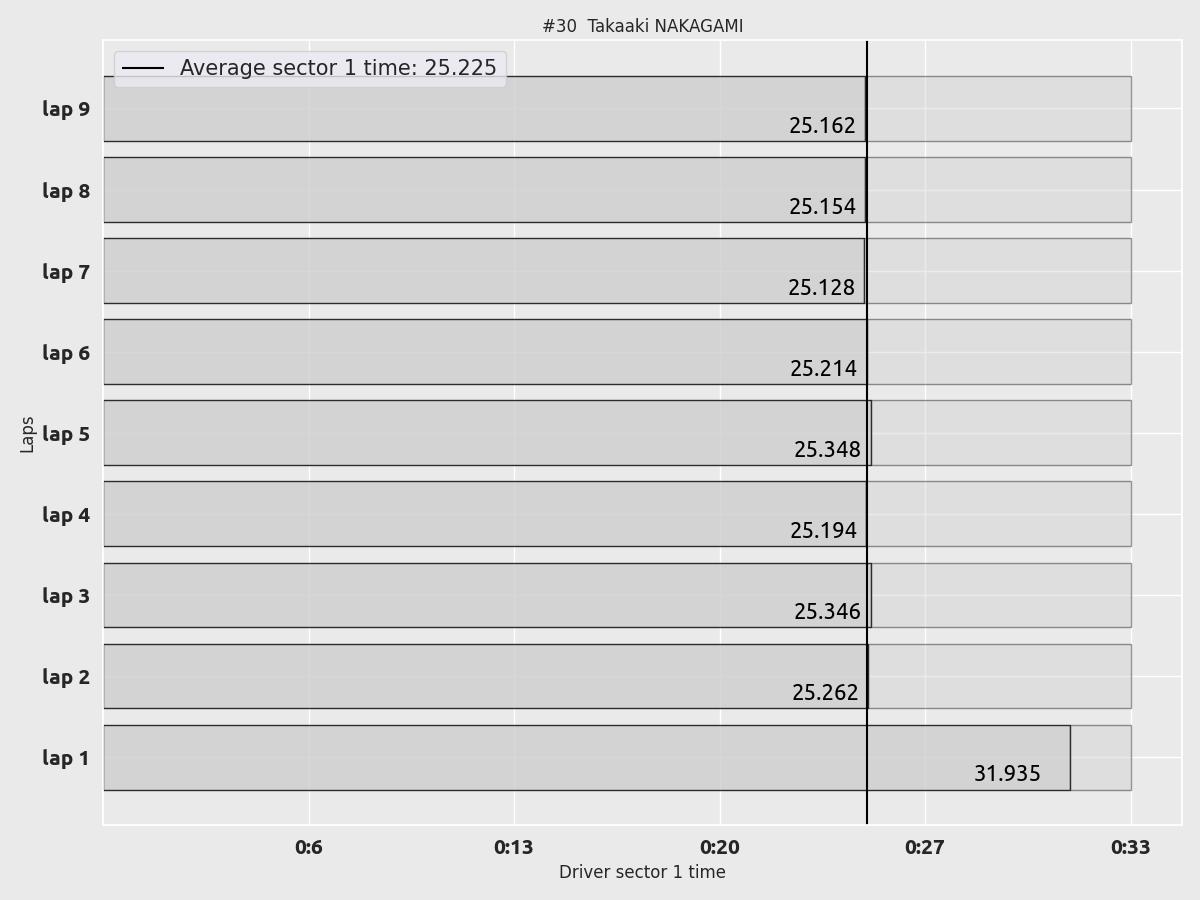 #30  Takaaki NAKAGAMI
Average sector 1 time: 25.225
lap 9
25.162
lap 8
25.154
lap 7
25.128
lap 6
25.214
lap 5
25.348
lap 4
25.194
lap 3
25.346
lap 2
25.262
lap 1
31.935
Laps
0:6 0:13 0:20 0:27 0:33
Driver sector 1 time